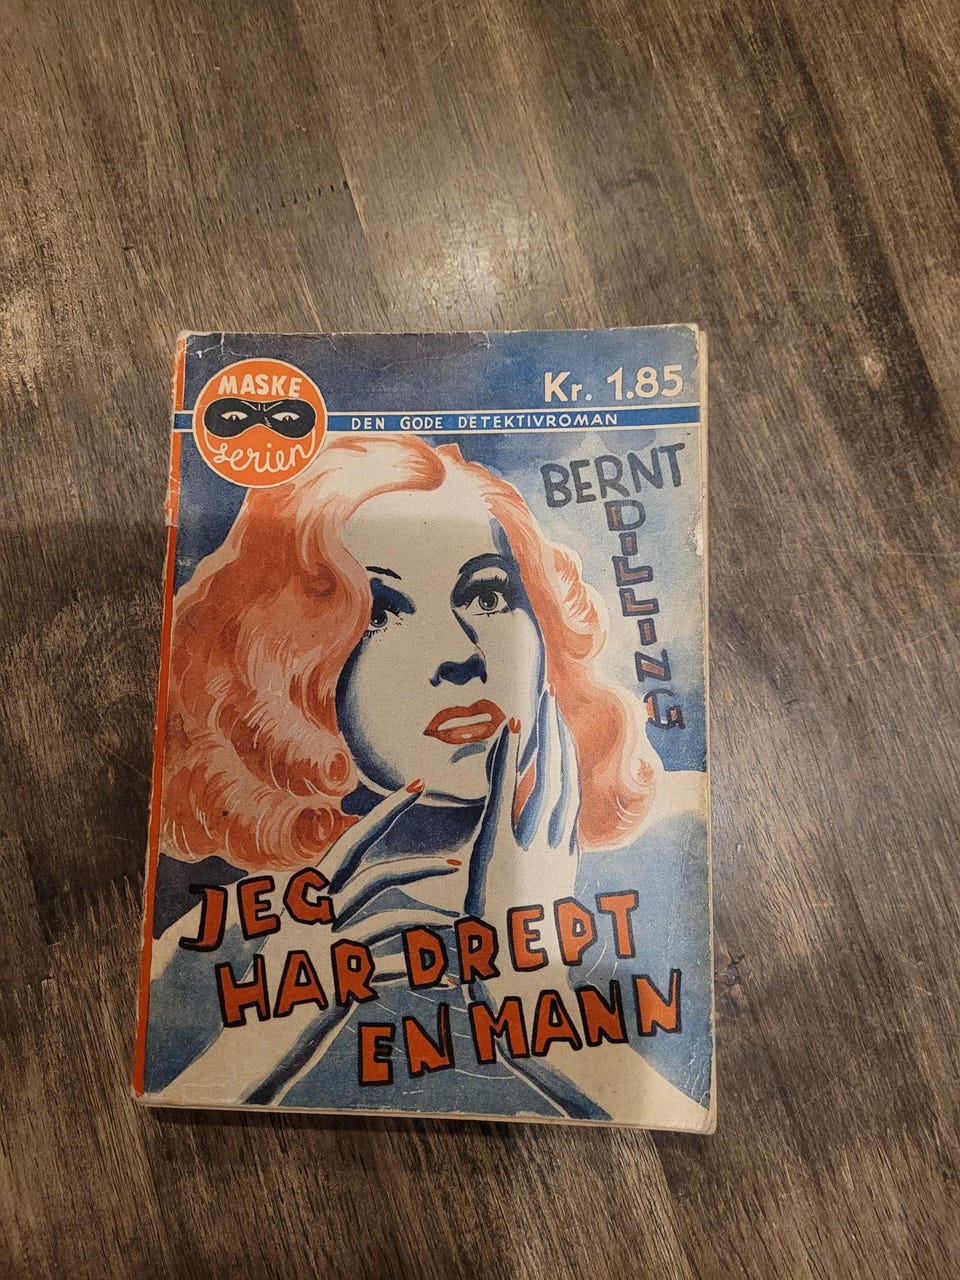 MASKE
serien
Kr. 1.85
DEN GODE DETEKTIVROMAN
BERNT
DILLING
JEG
HAR DREPT
EN MANN